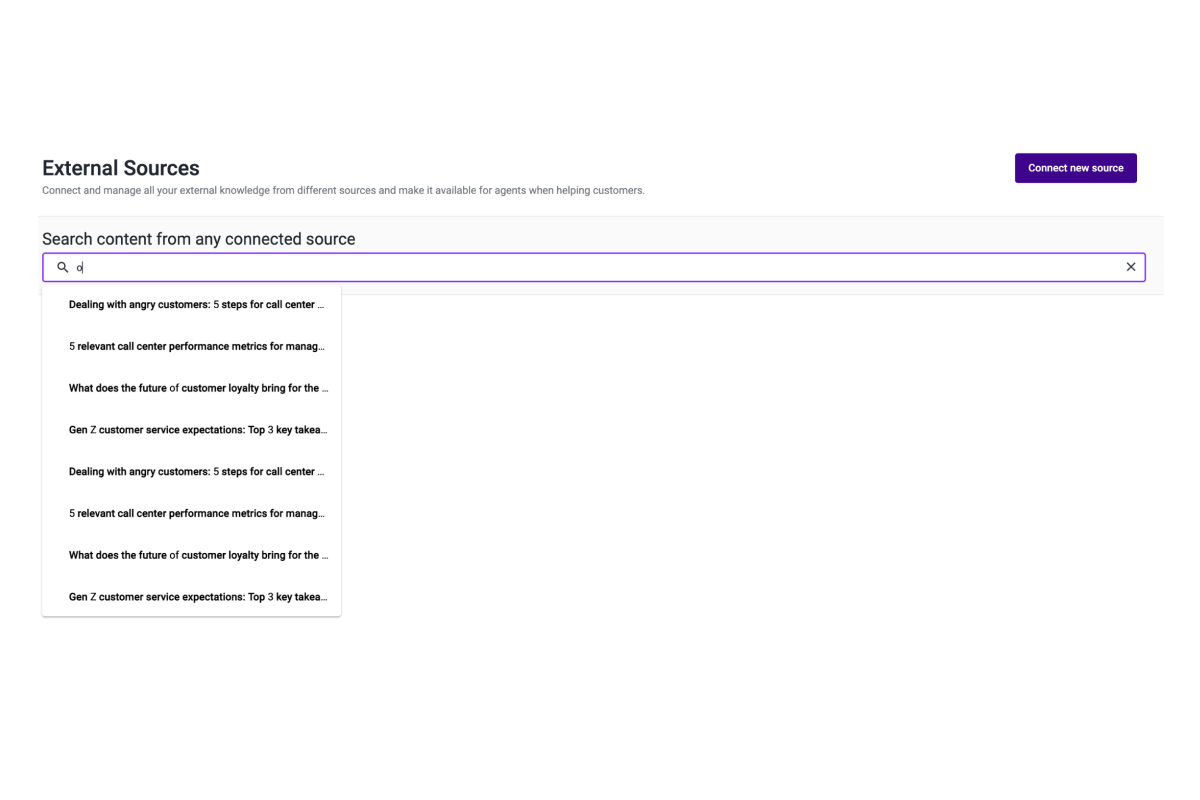 External Sources
Connect new source
Connect and manage all your external knowledge from different sources and make it available for agents when helping customers.
Search content from any connected source
o
Dealing with angry customers: 5 steps for call center ...
5 relevant call center performance metrics for manag...
What does the future of customer loyalty bring for the ...
Gen Z customer service expectations: Top 3 key takea...
Dealing with angry customers: 5 steps for call center ...
5 relevant call center performance metrics for manag...
What does the future of customer loyalty bring for the ...
Gen Z customer service expectations: Top 3 key takea...